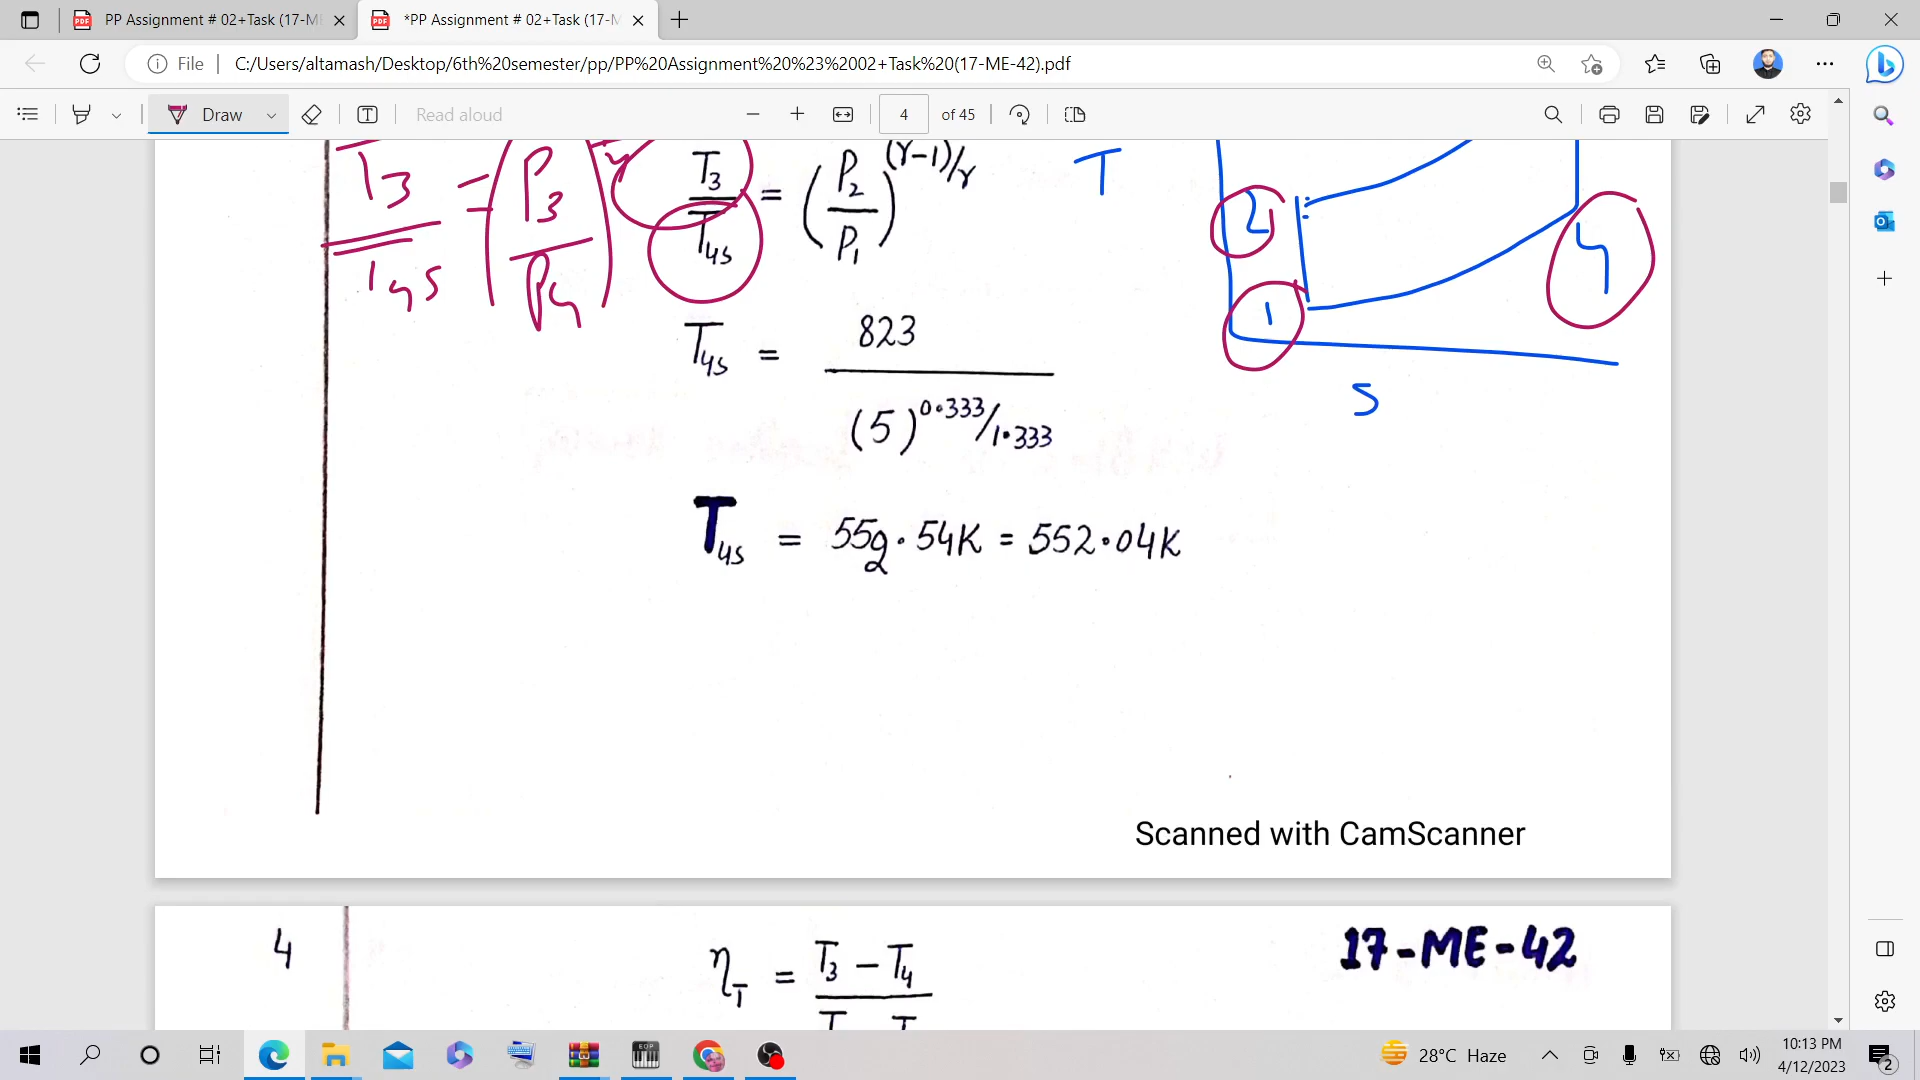 PP Assignment # 02+Task (17-M
*PP Assignment # 02+Task (17-M
File
C:/Users/altamash/Desktop/6th%20semester/pp/PP%20Assignment%20%23%2002+Task%20(17-ME-42).pdf
Draw
Read aloud
4 of 45
T3/T4s = (P3/P4)
T3/T4s = (P2/P1)^(γ-1)/γ
T
2
1
4
S
T4s = 823/(5)^0.333/1.333
T4s = 559.54K = 552.04K
Scanned with CamScanner
4
ηT = T3 - T4
17-ME-42
28°C Haze
10:13 PM
4/12/2023
2